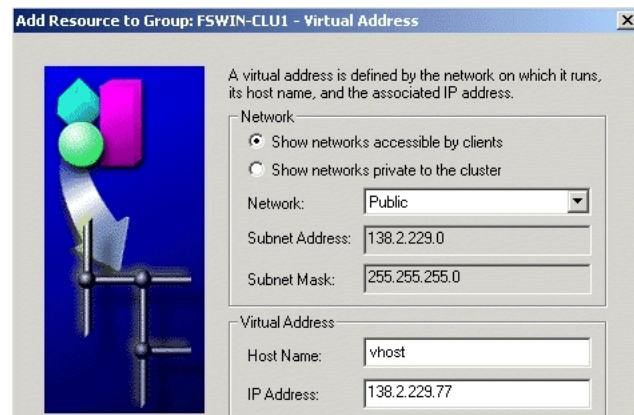 Add Resource to Group: FSWIN-CLU1 - Virtual Address
A virtual address is defined by the network on which it runs,
its host name, and the associated IP address.
Network
Show networks accessible by clients
Show networks private to the cluster
Network: Public
Subnet Address: 138.2.229.0
Subnet Mask: 255.255.255.0
Virtual Address
Host Name: vhost
IP Address: 138.2.229.77